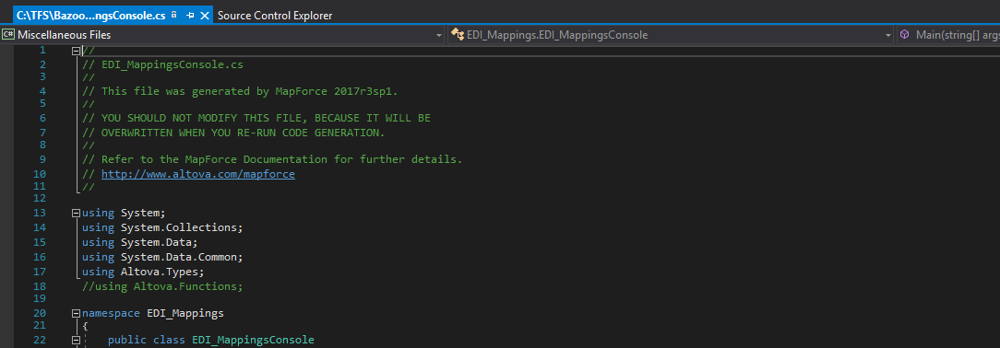 C:\TFS\Bazoo...ngsConsole.cs
Source Control Explorer
C# Miscellaneous Files
EDI_Mappings.EDI_MappingsConsole
Main(string[] args
1 //
2 // EDI_MappingsConsole.cs
3 //
4 // This file was generated by MapForce 2017r3sp1.
5 //
6 // YOU SHOULD NOT MODIFY THIS FILE, BECAUSE IT WILL BE
7 // OVERWRITTEN WHEN YOU RE-RUN CODE GENERATION.
8 //
9 // Refer to the MapForce Documentation for further details.
10 // http://www.altova.com/mapforce
11 //
12
13 using System;
14 using System.Collections;
15 using System.Data;
16 using System.Data.Common;
17 using Altova.Types;
18 //using Altova.Functions;
19
20 namespace EDI_Mappings
21 {
22 public class EDI_MappingsConsole